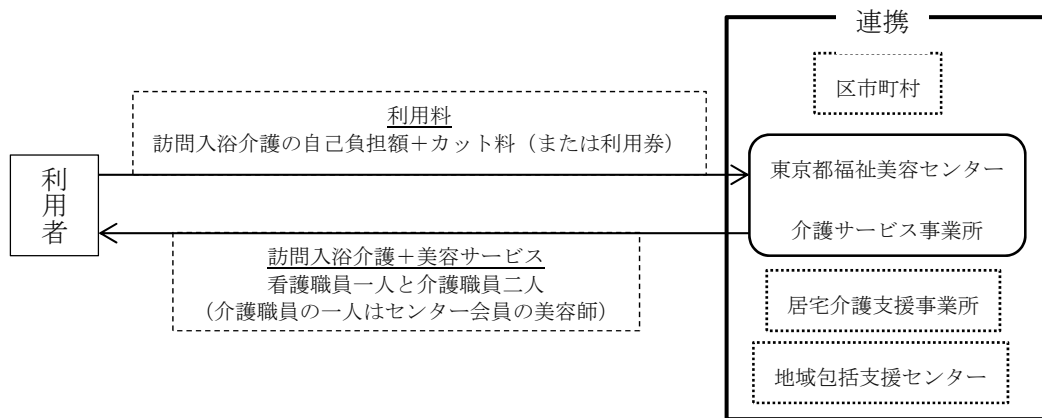 連携
区市町村
利用料
訪問入浴介護の自己負担額＋カット料（または利用券）
利用者
東京都福祉美容センター
介護サービス事業所
訪問入浴介護＋美容サービス
看護職員一人と介護職員二人
（介護職員の一人はセンター会員の美容師）
居宅介護支援事業所
地域包括支援センター